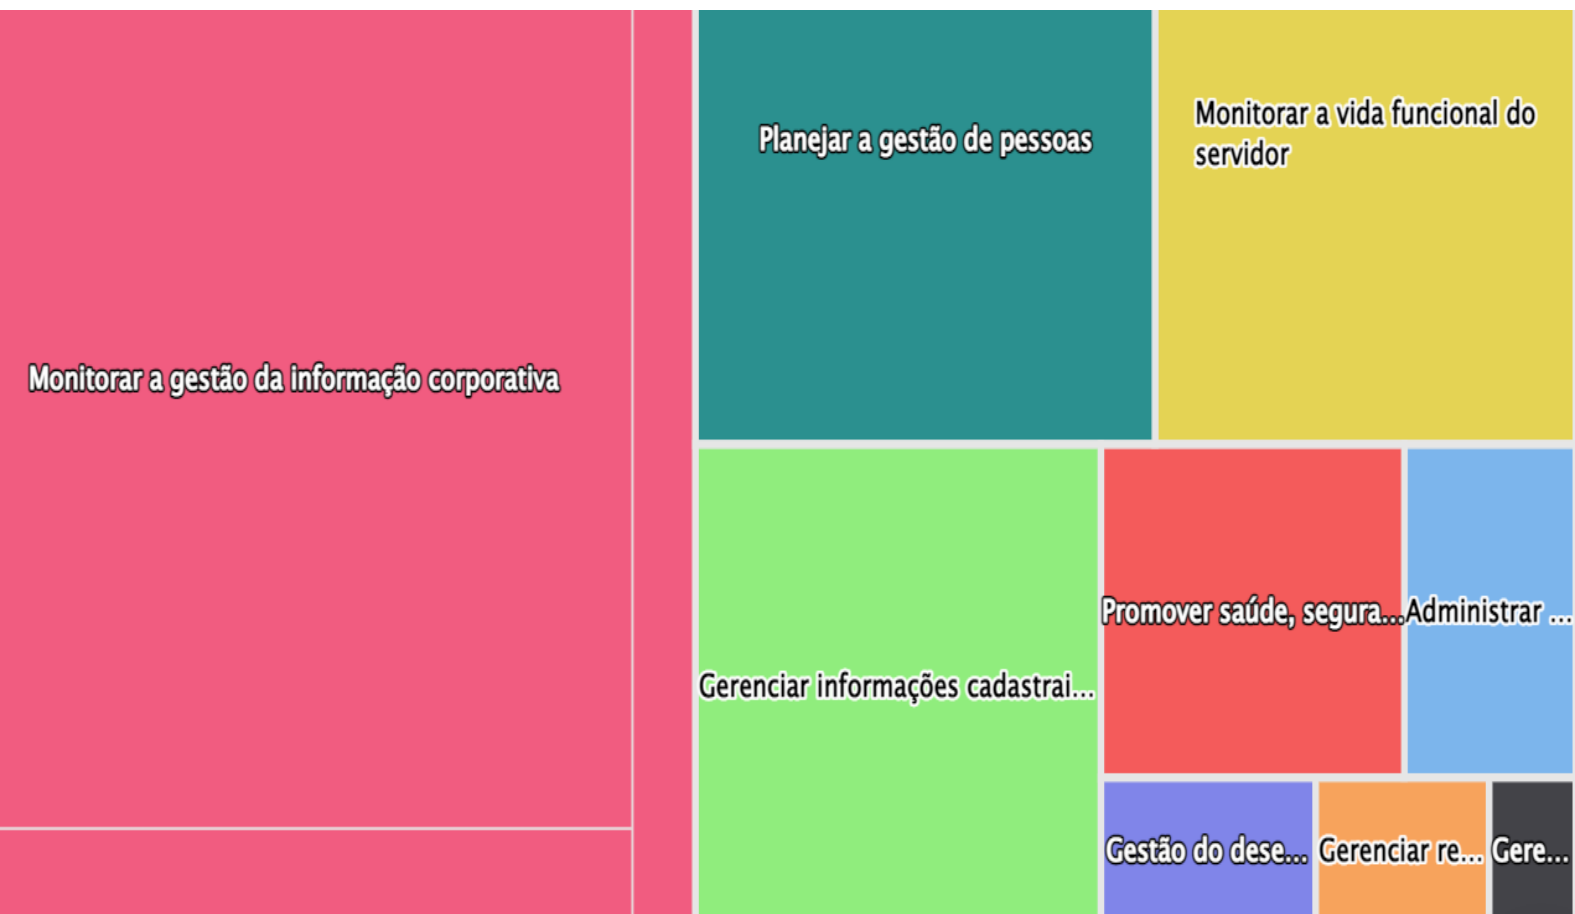 Monitorar a gestão da informação corporativa
Planejar a gestão de pessoas
Monitorar a vida funcional do
servidor
Gerenciar informações cadastrai...
Promover saúde, segura...
Administrar ...
Gestão do dese...
Gerenciar re...
Gere...